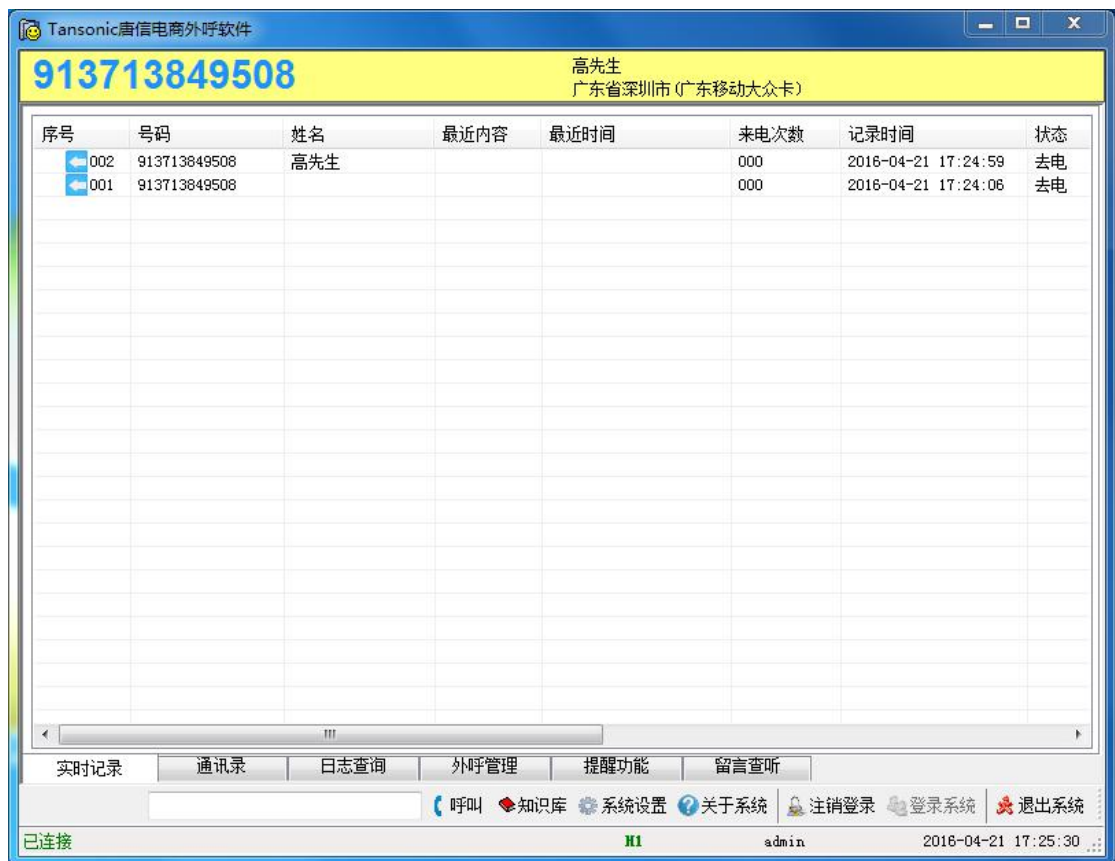 Tansonic唐信电商外呼软件
913713849508
高先生
广东省深圳市(广东移动大众卡)
序号 号码 姓名 最近内容 最近时间 来电次数 记录时间 状态
002 913713849508 高先生 000 2016-04-21 17:24:59 去电
001 913713849508 000 2016-04-21 17:24:06 去电
实时记录 通讯录 日志查询 外呼管理 提醒功能 留言查听
呼叫 知识库 系统设置 关于系统 注销登录 登录系统 退出系统
已连接 H1 admin 2016-04-21 17:25:30